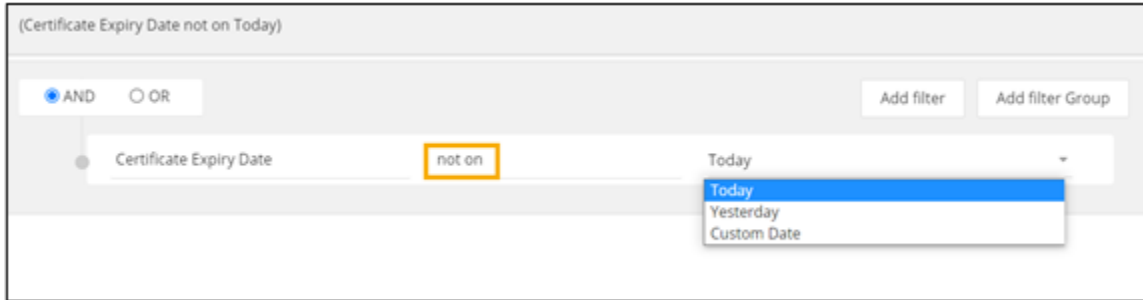 (Certificate Expiry Date not on Today)
AND OR Add filter Add filter Group
Certificate Expiry Date not on Today
Today
Yesterday
Custom Date